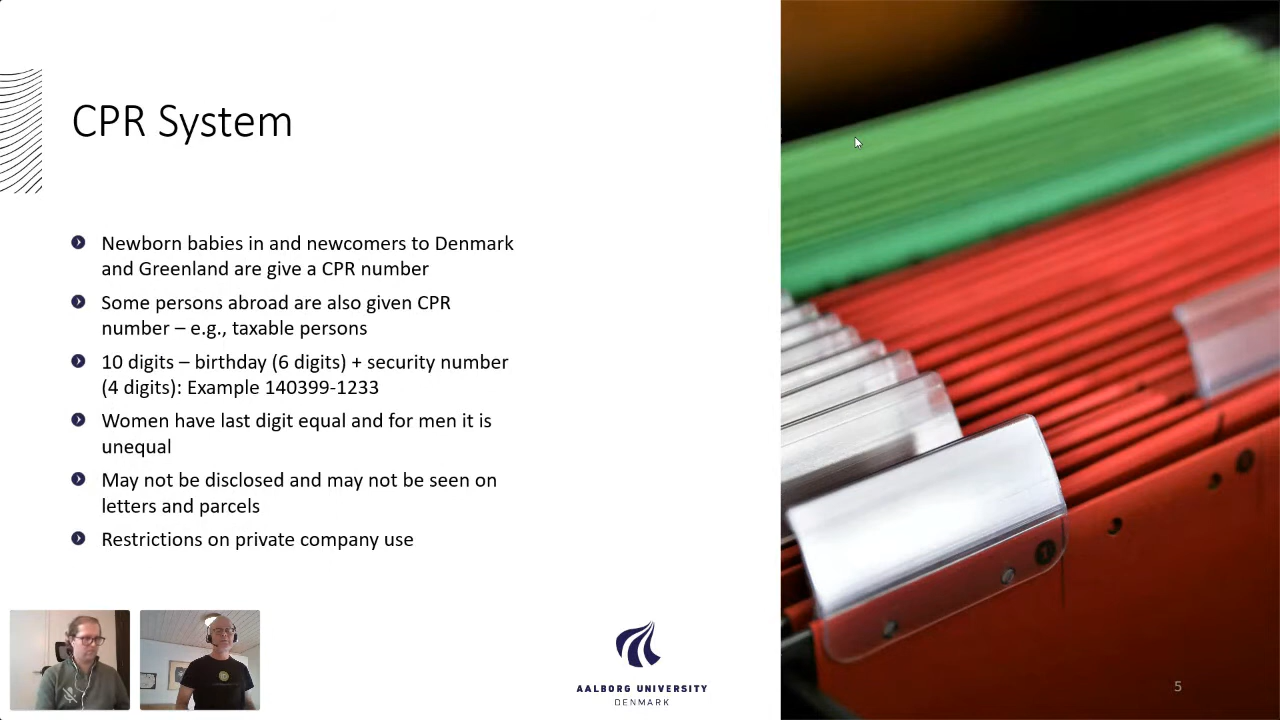 CPR System
Newborn babies in and newcomers to Denmark
and Greenland are give a CPR number
Some persons abroad are also given CPR
number – e.g., taxable persons
10 digits – birthday (6 digits) + security number
(4 digits): Example 140399-1233
Women have last digit equal and for men it is
unequal
May not be disclosed and may not be seen on
letters and parcels
Restrictions on private company use
AALBORG UNIVERSITY
DENMARK
5